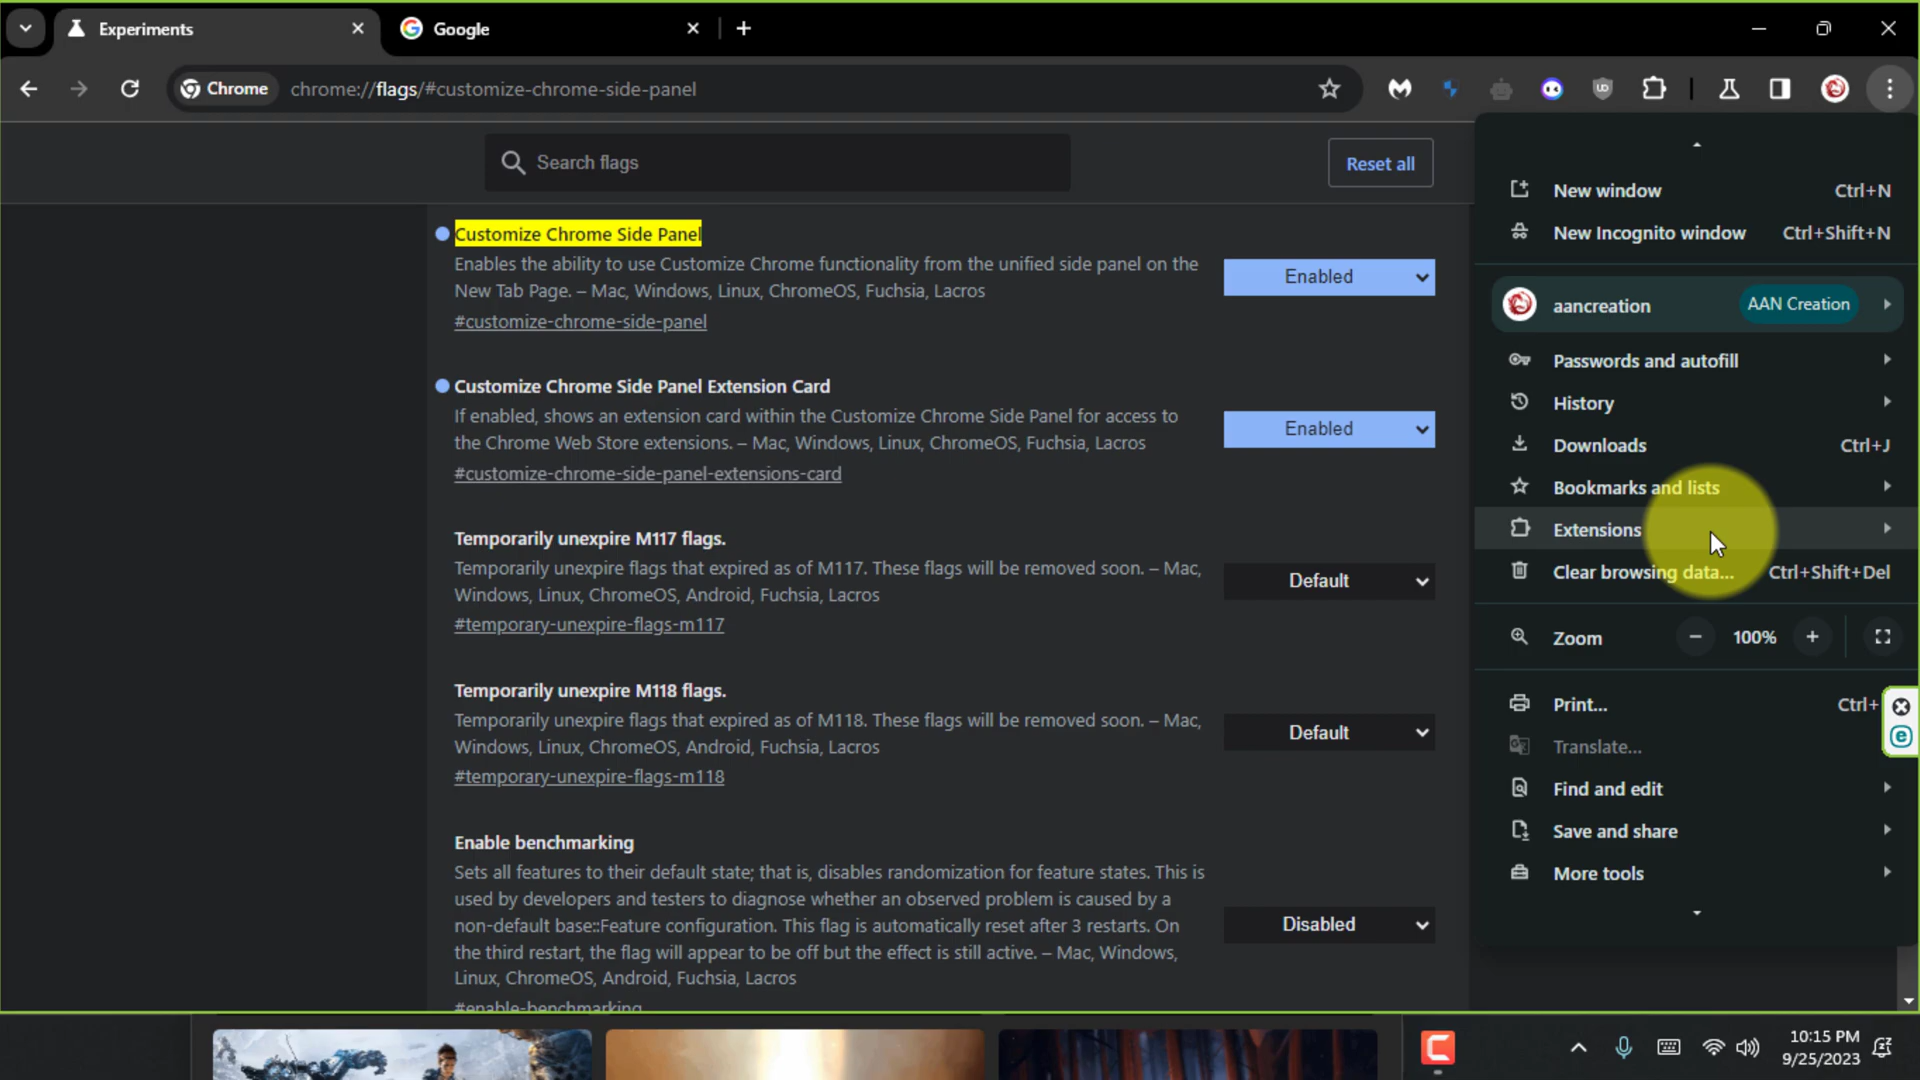 Experiments
Google
Chrome
chrome://flags/#customize-chrome-side-panel
Search flags
Reset all
Customize Chrome Side Panel
Enables the ability to use Customize Chrome functionality from the unified side panel on the
New Tab Page. – Mac, Windows, Linux, ChromeOS, Fuchsia, Lacros
#customize-chrome-side-panel
Enabled
Customize Chrome Side Panel Extension Card
If enabled, shows an extension card within the Customize Chrome Side Panel for access to
the Chrome Web Store extensions. – Mac, Windows, Linux, ChromeOS, Fuchsia, Lacros
#customize-chrome-side-panel-extensions-card
Enabled
Temporarily unexpire M117 flags.
Temporarily unexpire flags that expired as of M117. These flags will be removed soon. – Mac,
Windows, Linux, ChromeOS, Android, Fuchsia, Lacros
#temporary-unexpire-flags-m117
Default
Temporarily unexpire M118 flags.
Temporarily unexpire flags that expired as of M118. These flags will be removed soon. – Mac,
Windows, Linux, ChromeOS, Android, Fuchsia, Lacros
#temporary-unexpire-flags-m118
Default
Enable benchmarking
Sets all features to their default state; that is, disables randomization for feature states. This is
used by developers and testers to diagnose whether an observed problem is caused by a
non-default base::Feature configuration. This flag is automatically reset after 3 restarts. On
the third restart, the flag will appear to be off but the effect is still active. – Mac, Windows,
Linux, ChromeOS, Android, Fuchsia, Lacros
#enable-benchmarking
Disabled
New window Ctrl+N
New Incognito window Ctrl+Shift+N
aancreation AAN Creation
Passwords and autofill
History
Downloads Ctrl+J
Bookmarks and lists
Extensions
Clear browsing data... Ctrl+Shift+Del
Zoom − 100% +
Print... Ctrl+
Translate...
Find and edit
Save and share
More tools
10:15 PM
9/25/2023